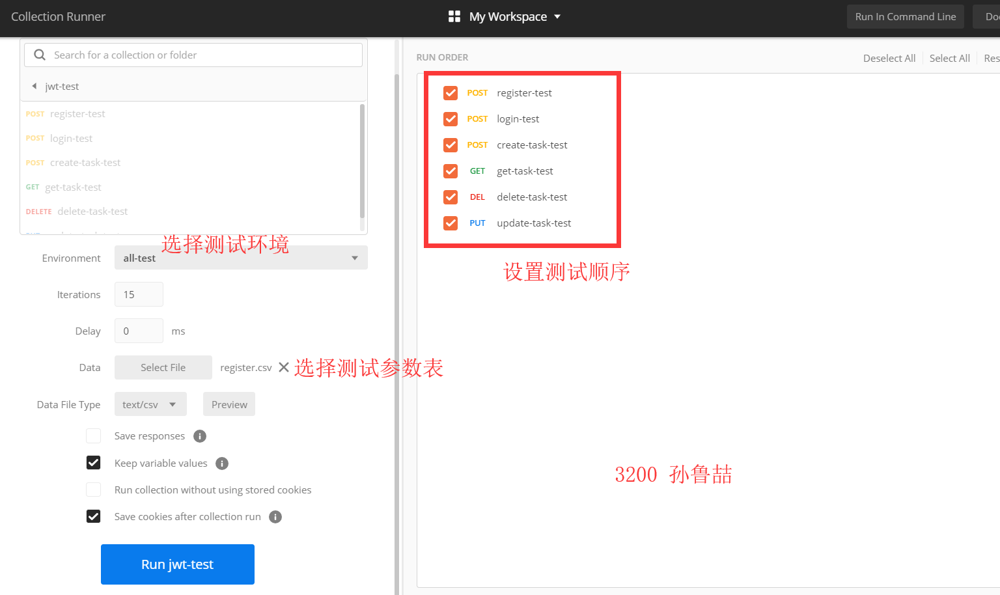 Collection Runner
My Workspace
Run In Command Line
Search for a collection or folder
jwt-test
POST register-test
POST login-test
POST create-task-test
GET get-task-test
DELETE delete-task-test
选择测试环境
Environment all-test
Iterations 15
Delay 0 ms
Data Select File register.csv 选择测试参数表
Data File Type text/csv Preview
Save responses
Keep variable values
Run collection without using stored cookies
Save cookies after collection run
Run jwt-test
RUN ORDER
Deselect All Select All
POST register-test
POST login-test
POST create-task-test
GET get-task-test
DEL delete-task-test
PUT update-task-test
设置测试顺序
3200 孙鲁喆